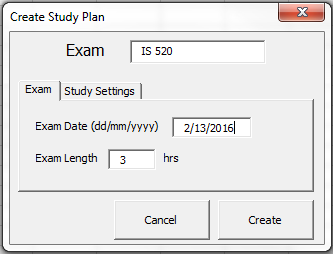 Create Study Plan
Exam IS 520
Exam Study Settings
Exam Date (dd/mm/yyyy) 2/13/2016
Exam Length 3 hrs
Cancel Create